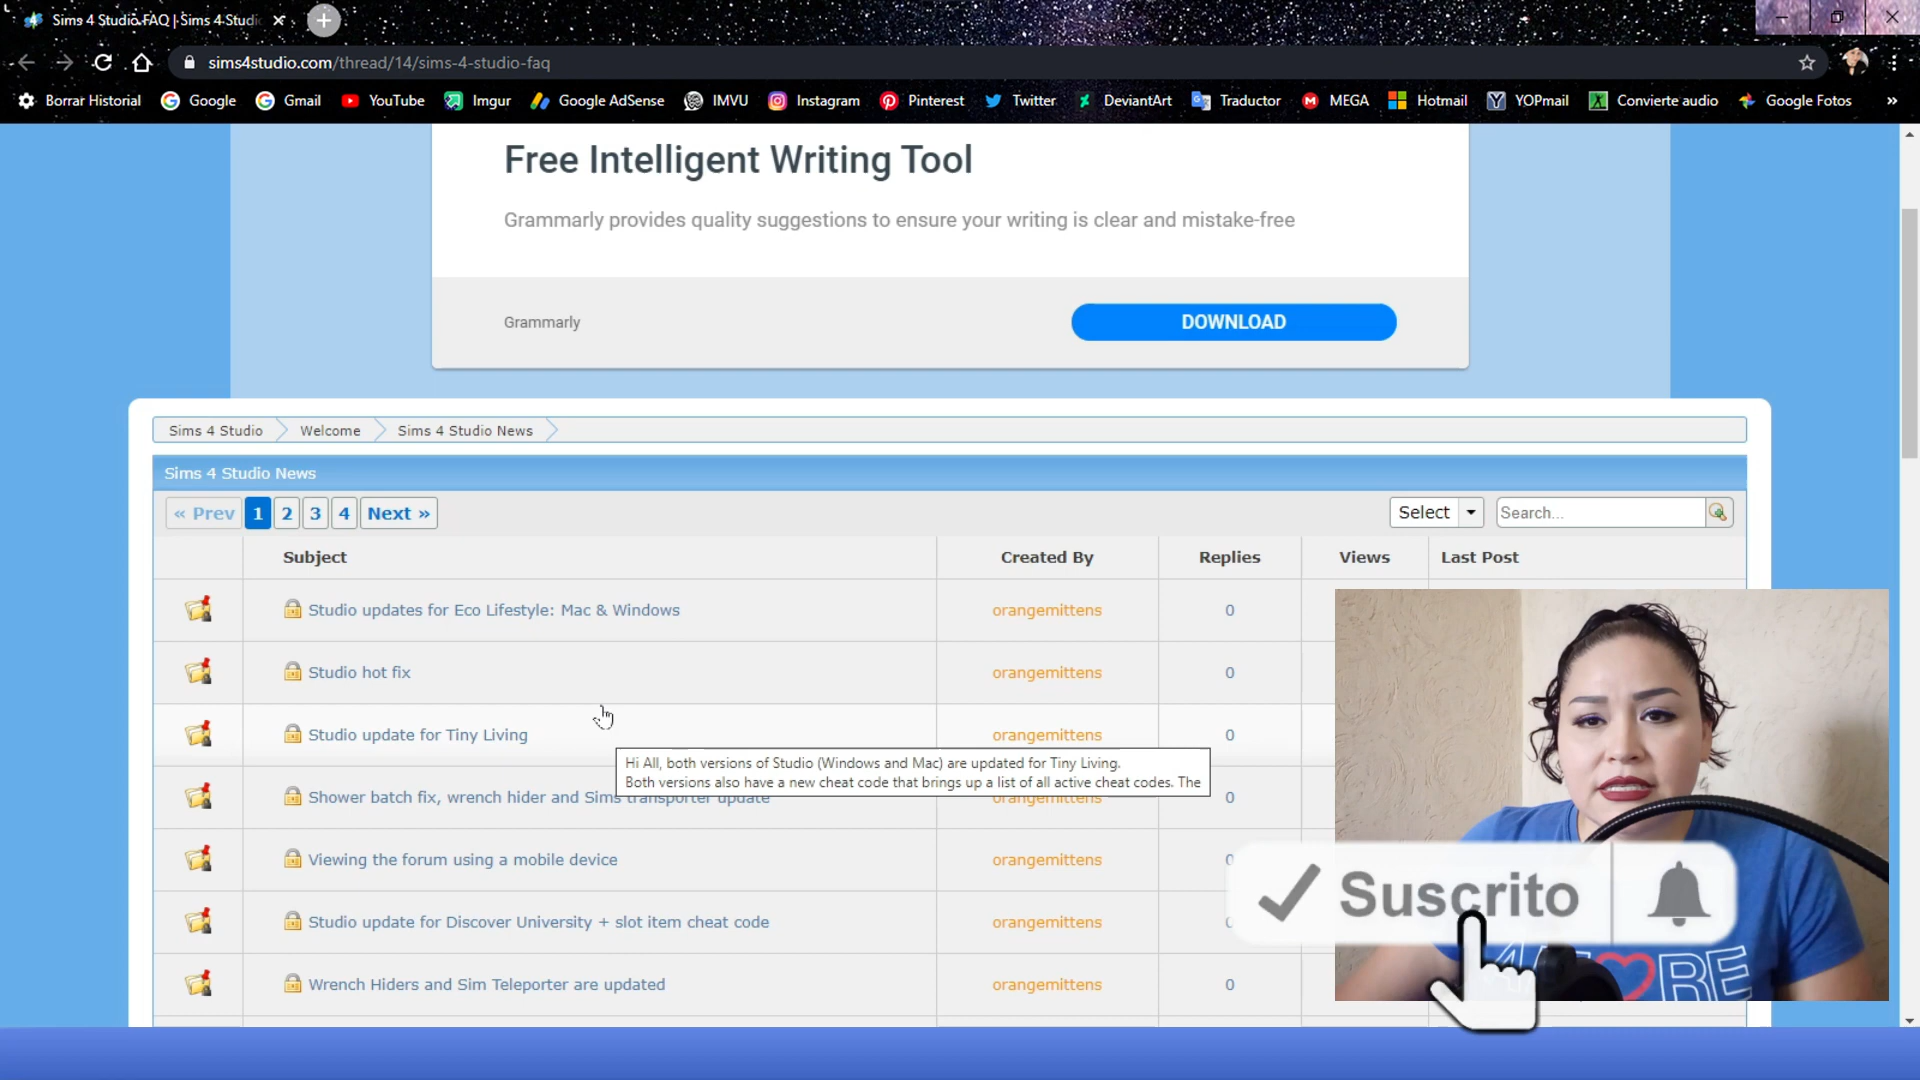 Sims 4 Studio FAQ | Sims 4 Studi
sims4studio.com/thread/14/sims-4-studio-faq
Borrar Historial Google Gmail YouTube Imgur Google AdSense IMVU Instagram Pinterest Twitter DeviantArt Traductor MEGA Hotmail YOPmail Convierte audio Google Fotos »
Free Intelligent Writing Tool
Grammarly provides quality suggestions to ensure your writing is clear and mistake-free
Grammarly DOWNLOAD
Sims 4 Studio Welcome Sims 4 Studio News
Sims 4 Studio News
« Prev 1 2 3 4 Next » Select Search...
Subject Created By Replies Views Last Post
Studio updates for Eco Lifestyle: Mac & Windows orangemittens 0
Studio hot fix orangemittens 0
Studio update for Tiny Living orangemittens 0
Hi All, both versions of Studio (Windows and Mac) are updated for Tiny Living.
Both versions also have a new cheat code that brings up a list of all active cheat codes. The
Shower batch fix, wrench hider and Sims transporter update orangemittens 0
Viewing the forum using a mobile device orangemittens 0
Studio update for Discover University + slot item cheat code orangemittens 0
Suscrito
Wrench Hiders and Sim Teleporter are updated orangemittens 0